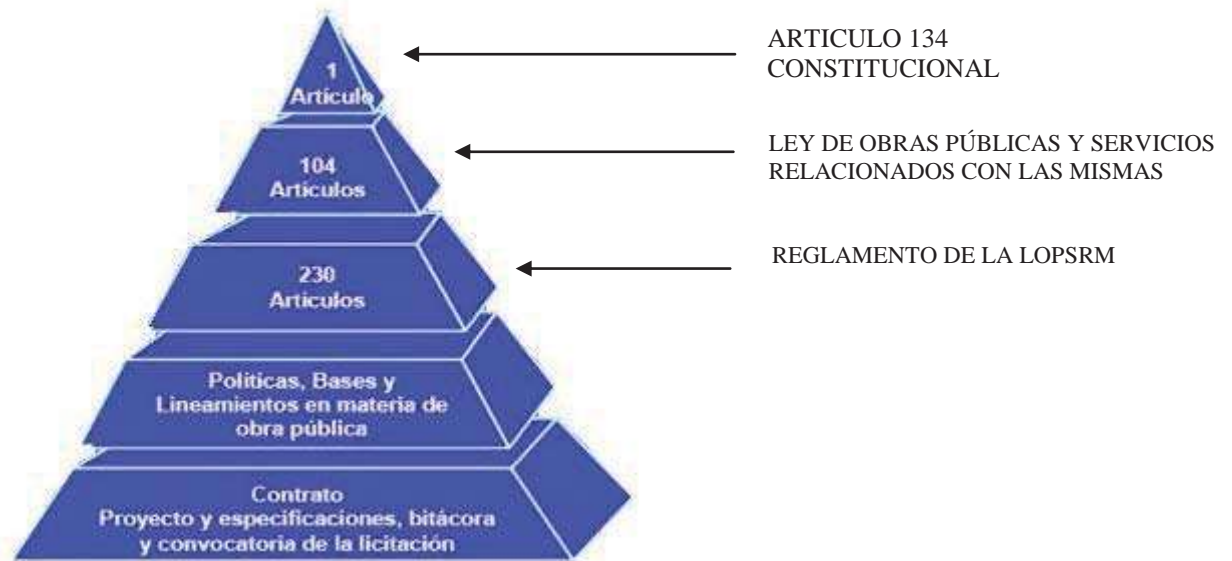 1
Artículo
ARTICULO 134
CONSTITUCIONAL
104
Artículos
LEY DE OBRAS PÚBLICAS Y SERVICIOS
RELACIONADOS CON LAS MISMAS
230
Artículos
REGLAMENTO DE LA LOPSRM
Políticas, Bases y
Lineamientos en materia de
obra pública
Contrato
Proyecto y especificaciones, bitácora
y convocatoria de la licitación